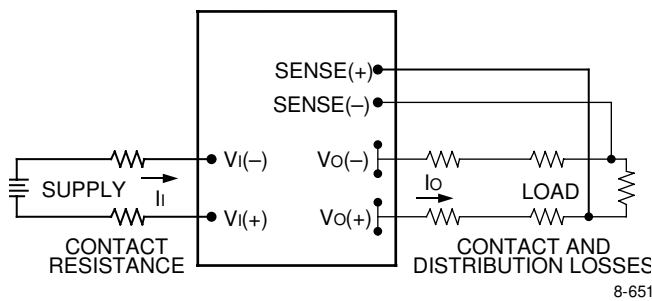 SENSE(+)
SENSE(–)
VI(–)
VO(–)
SUPPLY
II
IO
LOAD
VI(+)
VO(+)
CONTACT
RESISTANCE
CONTACT AND
DISTRIBUTION LOSSES
8-651